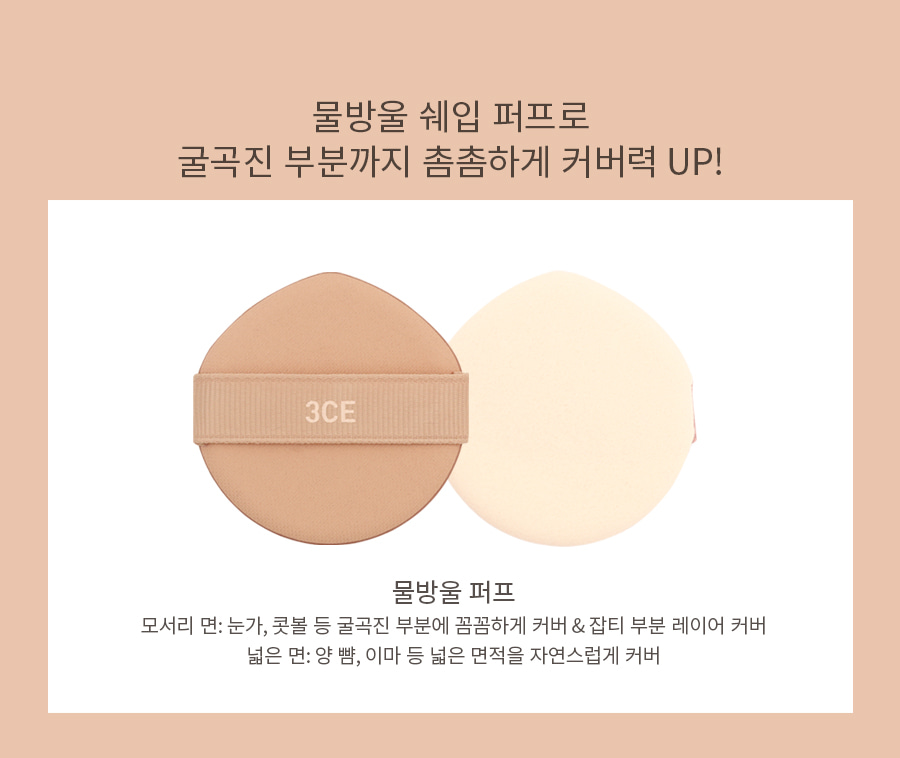 물방울 쉐입 퍼프로
굴곡진 부분까지 촘촘하게 커버력 UP!
3CE
물방울 퍼프
모서리 면: 눈가, 콧볼 등 굴곡진 부분에 꼼꼼하게 커버 & 잡티 부분 레이어 커버
넓은 면: 양 뺨, 이마 등 넓은 면적을 자연스럽게 커버